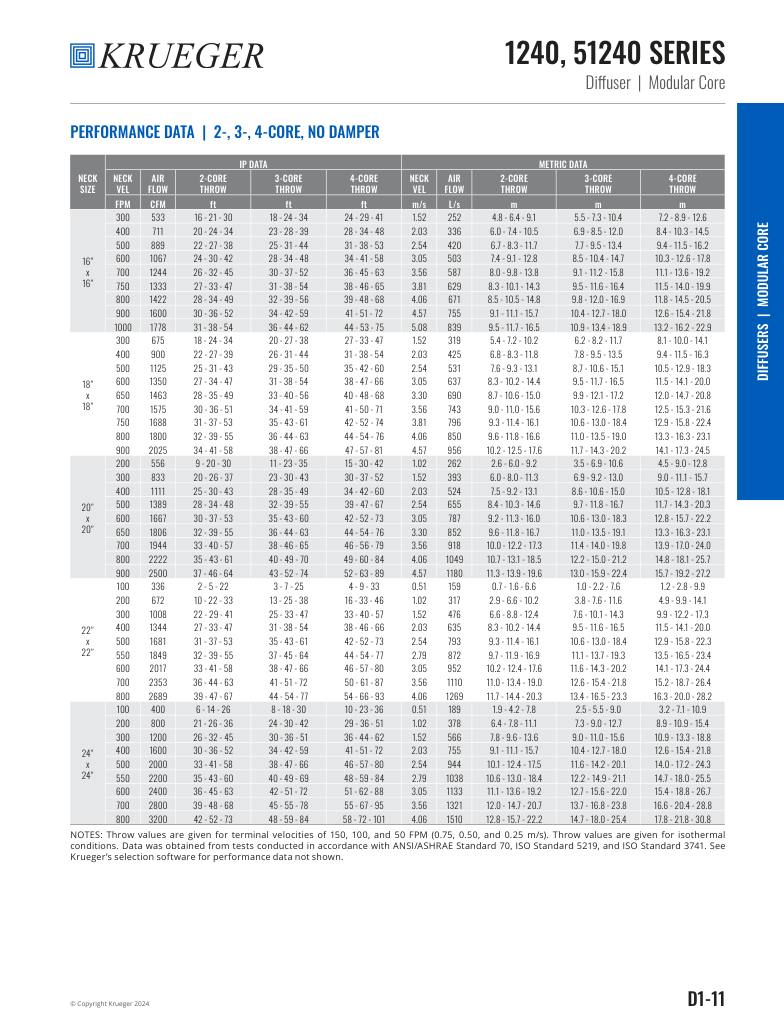 KRUEGER
1240, 51240 SERIES
Diffuser | Modular Core
PERFORMANCE DATA | 2-, 3-, 4-CORE, NO DAMPER
NECK SIZE IP DATA METRIC DATA
NECK VEL AIR FLOW 2-CORE THROW 3-CORE THROW 4-CORE THROW NECK VEL AIR FLOW 2-CORE THROW 3-CORE THROW 4-CORE THROW
FPM CFM ft ft ft m/s L/s m m m
16" x 16"
300 533 16 - 21 - 30 18 - 24 - 34 24 - 29 - 41 1.52 252 4.8 - 6.4 - 9.1 5.5 - 7.3 - 10.4 7.2 - 8.9 - 12.6
400 711 20 - 24 - 34 23 - 28 - 39 28 - 34 - 48 2.03 336 6.0 - 7.4 - 10.5 6.9 - 8.5 - 12.0 8.4 - 10.3 - 14.5
500 889 22 - 27 - 38 25 - 31 - 44 31 - 38 - 53 2.54 420 6.7 - 8.3 - 11.7 7.7 - 9.5 - 13.4 9.4 - 11.5 - 16.2
600 1067 24 - 30 - 42 28 - 34 - 48 34 - 41 - 58 3.05 503 7.4 - 9.1 - 12.8 8.5 - 10.4 - 14.7 10.3 - 12.6 - 17.8
700 1244 26 - 32 - 45 30 - 37 - 52 36 - 45 - 63 3.56 587 8.0 - 9.8 - 13.8 9.1 - 11.2 - 15.8 11.1 - 13.6 - 19.2
750 1333 27 - 33 - 47 31 - 38 - 54 38 - 46 - 65 3.81 629 8.3 - 10.1 - 14.3 9.5 - 11.6 - 16.4 11.5 - 14.0 - 19.9
800 1422 28 - 34 - 49 32 - 39 - 56 39 - 48 - 68 4.06 671 8.5 - 10.5 - 14.8 9.8 - 12.0 - 16.9 11.8 - 14.5 - 20.5
900 1600 30 - 36 - 52 34 - 42 - 59 41 - 51 - 72 4.57 755 9.1 - 11.1 - 15.7 10.4 - 12.7 - 18.0 12.6 - 15.4 - 21.8
1000 1778 31 - 38 - 54 36 - 44 - 62 44 - 53 - 75 5.08 839 9.5 - 11.7 - 16.5 10.9 - 13.4 - 18.9 13.2 - 16.2 - 22.9
18" x 18"
300 675 18 - 24 - 34 20 - 27 - 38 27 - 33 - 47 1.52 319 5.4 - 7.2 - 10.2 6.2 - 8.2 - 11.7 8.1 - 10.0 - 14.1
400 900 22 - 27 - 39 26 - 31 - 44 31 - 38 - 54 2.03 425 6.8 - 8.3 - 11.8 7.8 - 9.5 - 13.5 9.4 - 11.5 - 16.3
500 1125 25 - 31 - 43 29 - 35 - 50 35 - 42 - 60 2.54 531 7.6 - 9.3 - 13.1 8.7 - 10.6 - 15.1 10.5 - 12.9 - 18.3
600 1350 27 - 34 - 47 31 - 38 - 54 38 - 47 - 66 3.05 637 8.3 - 10.2 - 14.4 9.5 - 11.7 - 16.5 11.5 - 14.1 - 20.0
650 1463 28 - 35 - 49 33 - 40 - 56 40 - 48 - 68 3.30 690 8.7 - 10.6 - 15.0 9.9 - 12.1 - 17.2 12.0 - 14.7 - 20.8
700 1575 30 - 36 - 51 34 - 41 - 59 41 - 50 - 71 3.56 743 9.0 - 11.0 - 15.6 10.3 - 12.6 - 17.8 12.5 - 15.3 - 21.6
750 1688 31 - 37 - 53 35 - 43 - 61 42 - 52 - 74 3.81 796 9.3 - 11.4 - 16.1 10.6 - 13.0 - 18.4 12.9 - 15.8 - 22.4
800 1800 32 - 39 - 55 36 - 44 - 63 44 - 54 - 76 4.06 850 9.6 - 11.8 - 16.6 11.0 - 13.5 - 19.0 13.3 - 16.3 - 23.1
900 2025 34 - 41 - 58 38 - 47 - 66 47 - 57 - 81 4.57 956 10.2 - 12.5 - 17.6 11.7 - 14.3 - 20.2 14.1 - 17.3 - 24.5
20" x 20"
200 556 9 - 20 - 30 11 - 23 - 35 15 - 30 - 42 1.02 262 2.6 - 6.0 - 9.2 3.5 - 6.9 - 10.6 4.5 - 9.0 - 12.8
300 833 20 - 26 - 37 23 - 30 - 43 30 - 37 - 52 1.52 393 6.0 - 8.0 - 11.3 6.9 - 9.2 - 13.0 9.0 - 11.1 - 15.7
400 1111 25 - 30 - 43 28 - 35 - 49 34 - 42 - 60 2.03 524 7.5 - 9.2 - 13.1 8.6 - 10.6 - 15.0 10.5 - 12.8 - 18.1
500 1389 28 - 34 - 48 32 - 39 - 55 39 - 47 - 67 2.54 655 8.4 - 10.3 - 14.6 9.7 - 11.8 - 16.7 11.7 - 14.3 - 20.3
600 1667 30 - 37 - 53 35 - 43 - 60 42 - 52 - 73 3.05 787 9.2 - 11.3 - 16.0 10.6 - 13.0 - 18.3 12.8 - 15.7 - 22.2
650 1806 32 - 39 - 55 36 - 44 - 63 44 - 54 - 76 3.30 852 9.6 - 11.8 - 16.7 11.0 - 13.5 - 19.1 13.3 - 16.3 - 23.1
700 1944 33 - 40 - 57 38 - 46 - 65 46 - 56 - 79 3.56 918 10.0 - 12.2 - 17.3 11.4 - 14.0 - 19.8 13.9 - 17.0 - 24.0
800 2222 35 - 43 - 61 40 - 49 - 70 49 - 60 - 84 4.06 1049 10.7 - 13.1 - 18.5 12.2 - 15.0 - 21.2 14.8 - 18.1 - 25.7
900 2500 37 - 46 - 64 43 - 52 - 74 52 - 63 - 89 4.57 1180 11.3 - 13.9 - 19.6 13.0 - 15.9 - 22.4 15.7 - 19.2 - 27.2
22" x 22"
100 336 2 - 5 - 22 3 - 7 - 25 4 - 9 - 33 0.51 159 0.7 - 1.6 - 6.6 1.0 - 2.2 - 7.6 1.2 - 2.8 - 9.9
200 672 10 - 22 - 33 13 - 25 - 38 16 - 33 - 46 1.02 317 2.9 - 6.6 - 10.2 3.8 - 7.6 - 11.6 4.9 - 9.9 - 14.1
300 1008 22 - 29 - 41 25 - 33 - 47 33 - 40 - 57 1.52 476 6.6 - 8.8 - 12.4 7.6 - 10.1 - 14.3 9.9 - 12.2 - 17.3
400 1344 27 - 33 - 47 31 - 38 - 54 38 - 46 - 66 2.03 635 8.3 - 10.2 - 14.4 9.5 - 11.6 - 16.5 11.5 - 14.1 - 20.0
500 1681 31 - 37 - 53 35 - 43 - 61 42 - 52 - 73 2.54 793 9.3 - 11.4 - 16.1 10.6 - 13.0 - 18.4 12.9 - 15.8 - 22.3
550 1849 32 - 39 - 55 37 - 45 - 64 44 - 54 - 77 2.79 872 9.7 - 11.9 - 16.9 11.1 - 13.7 - 19.3 13.5 - 16.5 - 23.4
600 2017 33 - 41 - 58 38 - 47 - 66 46 - 57 - 80 3.05 952 10.2 - 12.4 - 17.6 11.6 - 14.3 - 20.2 14.1 - 17.3 - 24.4
700 2353 36 - 44 - 63 41 - 51 - 72 50 - 61 - 87 3.56 1110 11.0 - 13.4 - 19.0 12.6 - 15.4 - 21.8 15.2 - 18.7 - 26.4
800 2689 39 - 47 - 67 44 - 54 - 77 54 - 66 - 93 4.06 1269 11.7 - 14.4 - 20.3 13.4 - 16.5 - 23.3 16.3 - 20.0 - 28.2
24" x 24"
100 400 6 - 14 - 26 8 - 18 - 30 10 - 23 - 36 0.51 189 1.9 - 4.2 - 7.8 2.5 - 5.5 - 9.0 3.2 - 7.1 - 10.9
200 800 21 - 26 - 36 24 - 30 - 42 29 - 36 - 51 1.02 378 6.4 - 7.8 - 11.1 7.3 - 9.0 - 12.7 8.9 - 10.9 - 15.4
300 1200 26 - 32 - 45 30 - 36 - 51 36 - 44 - 62 1.52 566 7.8 - 9.6 - 13.6 9.0 - 11.0 - 15.6 10.9 - 13.3 - 18.8
400 1600 30 - 36 - 52 34 - 42 - 59 41 - 51 - 72 2.03 755 9.1 - 11.1 - 15.7 10.4 - 12.7 - 18.0 12.6 - 15.4 - 21.8
500 2000 33 - 41 - 58 38 - 47 - 66 46 - 57 - 80 2.54 944 10.1 - 12.4 - 17.5 11.6 - 14.2 - 20.1 14.0 - 17.2 - 24.3
550 2200 35 - 43 - 60 40 - 49 - 69 48 - 59 - 84 2.79 1038 10.6 - 13.0 - 18.4 12.2 - 14.9 - 21.1 14.7 - 18.0 - 25.5
600 2400 36 - 45 - 63 42 - 51 - 72 51 - 62 - 88 3.05 1133 11.1 - 13.6 - 19.2 12.7 - 15.6 - 22.0 15.4 - 18.8 - 26.7
700 2800 39 - 48 - 68 45 - 55 - 78 55 - 67 - 95 3.56 1321 12.0 - 14.7 - 20.7 13.7 - 16.8 - 23.8 16.6 - 20.4 - 28.8
800 3200 42 - 52 - 73 48 - 59 - 84 58 - 72 - 101 4.06 1510 12.8 - 15.7 - 22.2 14.7 - 18.0 - 25.4 17.8 - 21.8 - 30.8
NOTES: Throw values are given for terminal velocities of 150, 100, and 50 FPM (0.75, 0.50, and 0.25 m/s). Throw values are given for isothermal
conditions. Data was obtained from tests conducted in accordance with ANSI/ASHRAE Standard 70, ISO Standard 5219, and ISO Standard 3741. See
Krueger's selection software for performance data not shown.
DIFFUSERS | MODULAR CORE
© Copyright Krueger 2024
D1-11